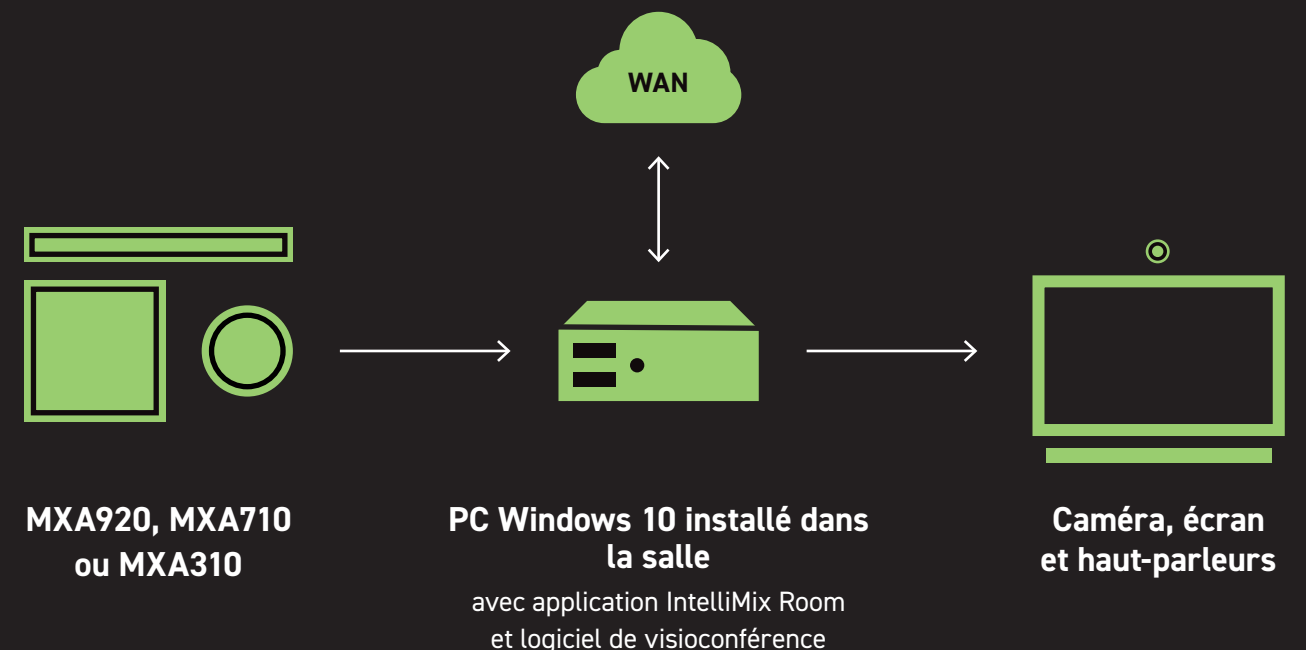 WAN
MXA920, MXA710
ou MXA310
PC Windows 10 installé dans
la salle
avec application IntelliMix Room
et logiciel de visioconférence
Caméra, écran
et haut-parleurs